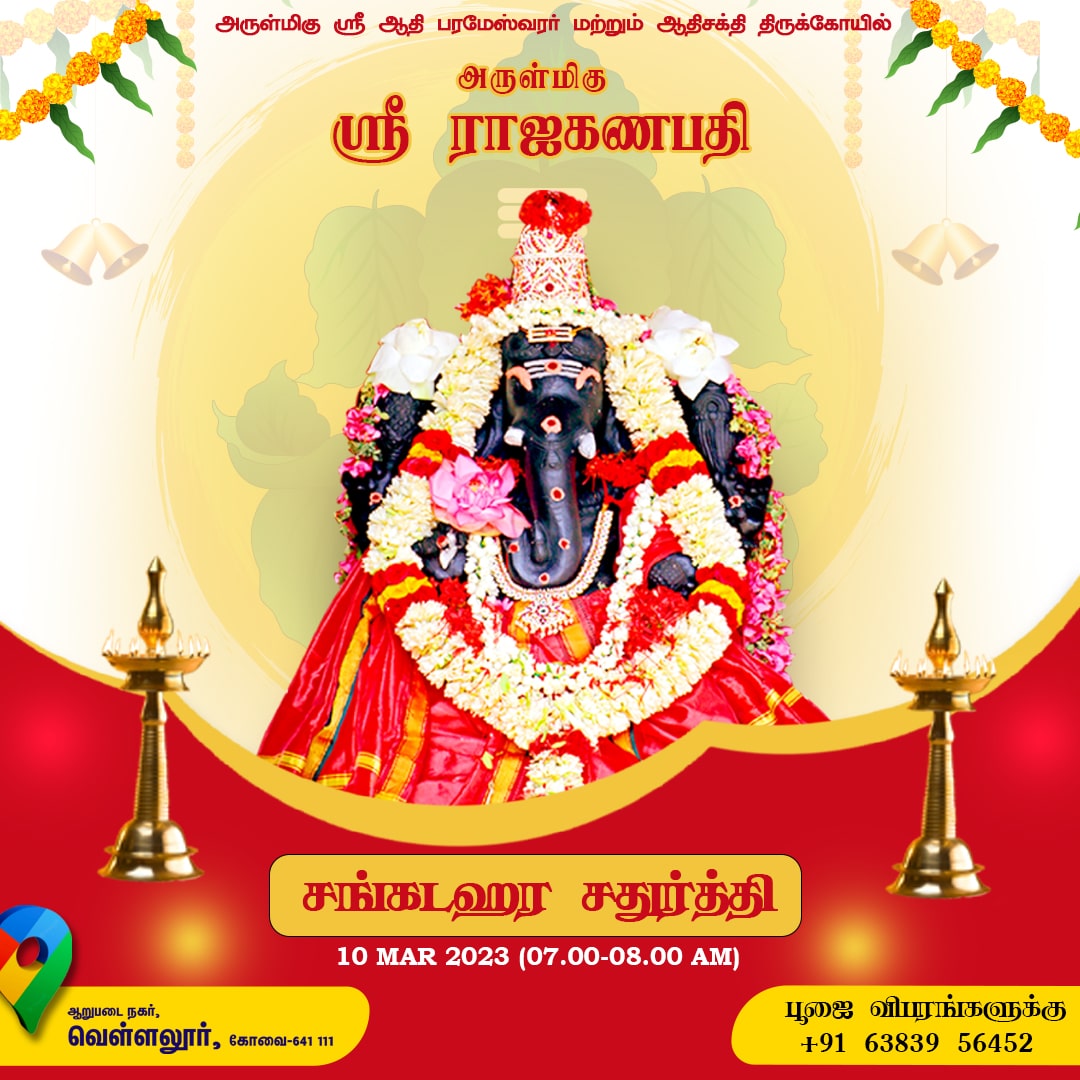 அருள்மிகு ஸ்ரீ ஆதி பரமேஸ்வரர் மற்றும் ஆதிசக்தி திருக்கோயில்
அருள்மிகு
ஸ்ரீ ராஜகணபதி
சங்கடஹர சதுர்த்தி
10 MAR 2023 (07.00-08.00 AM)
ஆறுபடை நகர்,
வெள்ளலூர், கோவை-641 111
பூஜை விபரங்களுக்கு
+91 63839 56452